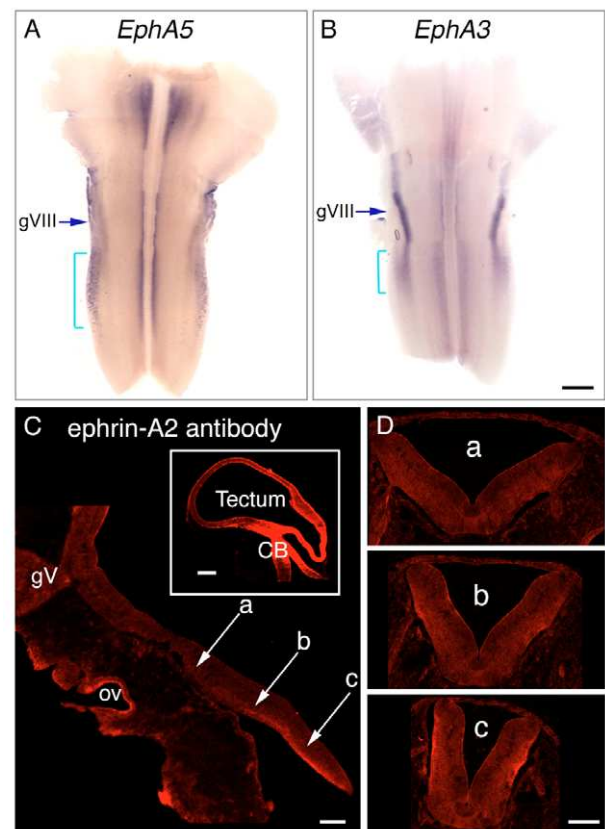 A EphA5
B EphA3
gVIII
gVIII
C ephrin-A2 antibody
Tectum
CB
gV
ov
a
b
c
D
a
b
c